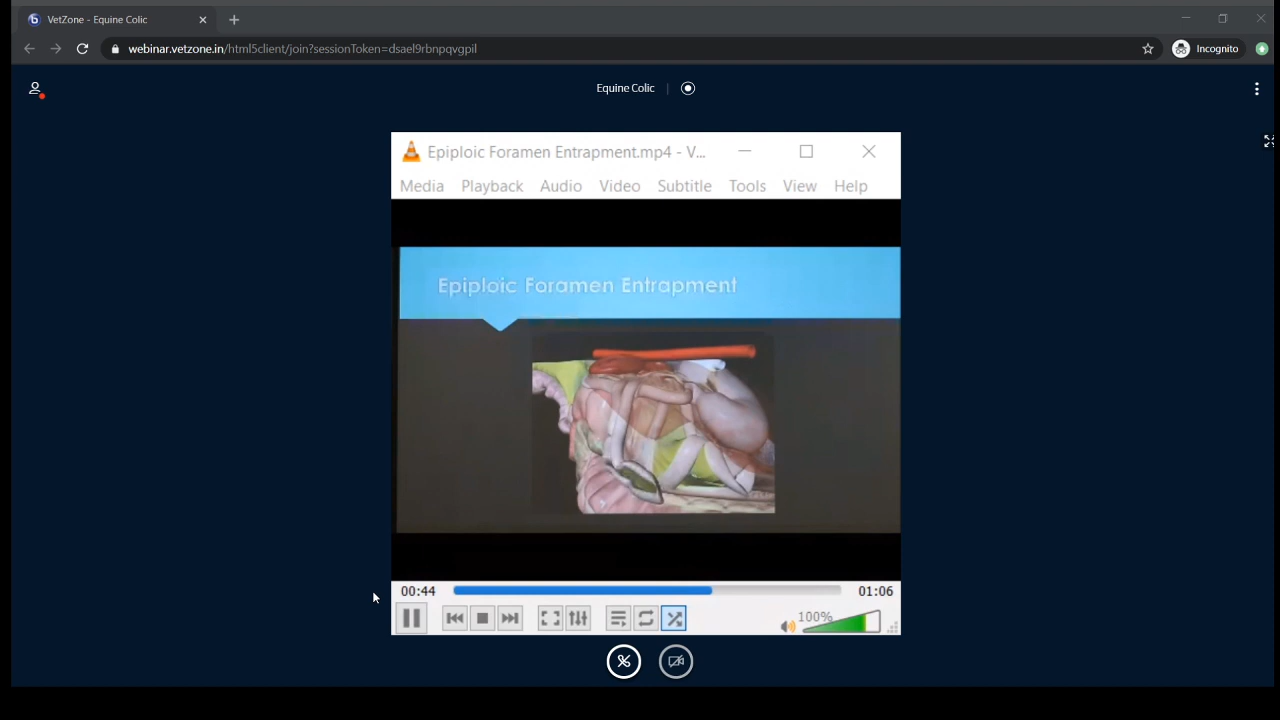 VetZone - Equine Colic
webinar.vetzone.in/html5client/join?sessionToken=dsael9rbnpqvgpil
Incognito
Equine Colic
Epiploic Foramen Entrapment.mp4 - V...
Media Playback Audio Video Subtitle Tools View Help
Epiploic Foramen Entrapment
00:44
01:06
100%